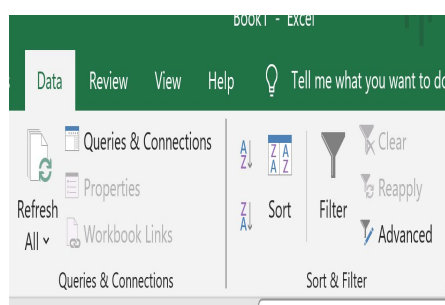 Book1 - Excel
Data Review View Help Tell me what you want to do
Queries & Connections
Properties
Workbook Links
Refresh
All
Queries & Connections
A
Z
Z
A
Z A
A Z
Sort
Filter
Clear
Reapply
Advanced
Sort & Filter